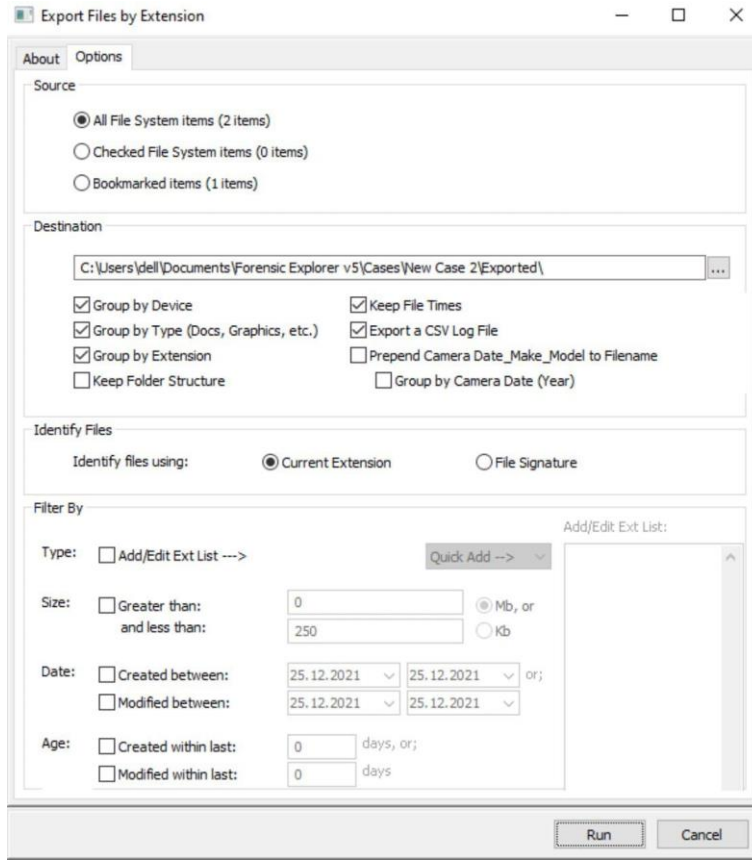 Export Files by Extension
About Options
Source
All File System items (2 items)
Checked File System items (0 items)
Bookmarked items (1 items)
Destination
C:\Users\dell\Documents\Forensic Explorer v5\Cases\New Case 2\Exported\ ...
Group by Device Keep File Times
Group by Type (Docs, Graphics, etc.) Export a CSV Log File
Group by Extension Prepend Camera Date_Make_Model to Filename
Keep Folder Structure Group by Camera Date (Year)
Identify Files
Identify files using: Current Extension File Signature
Filter By
Add/Edit Ext List:
Type: Add/Edit Ext List ---> Quick Add -->
Size: Greater than: 0 Mb, or
and less than: 250 Kb
Date: Created between: 25.12.2021 25.12.2021 or;
Modified between: 25.12.2021 25.12.2021
Age: Created within last: 0 days, or;
Modified within last: 0 days
Run Cancel